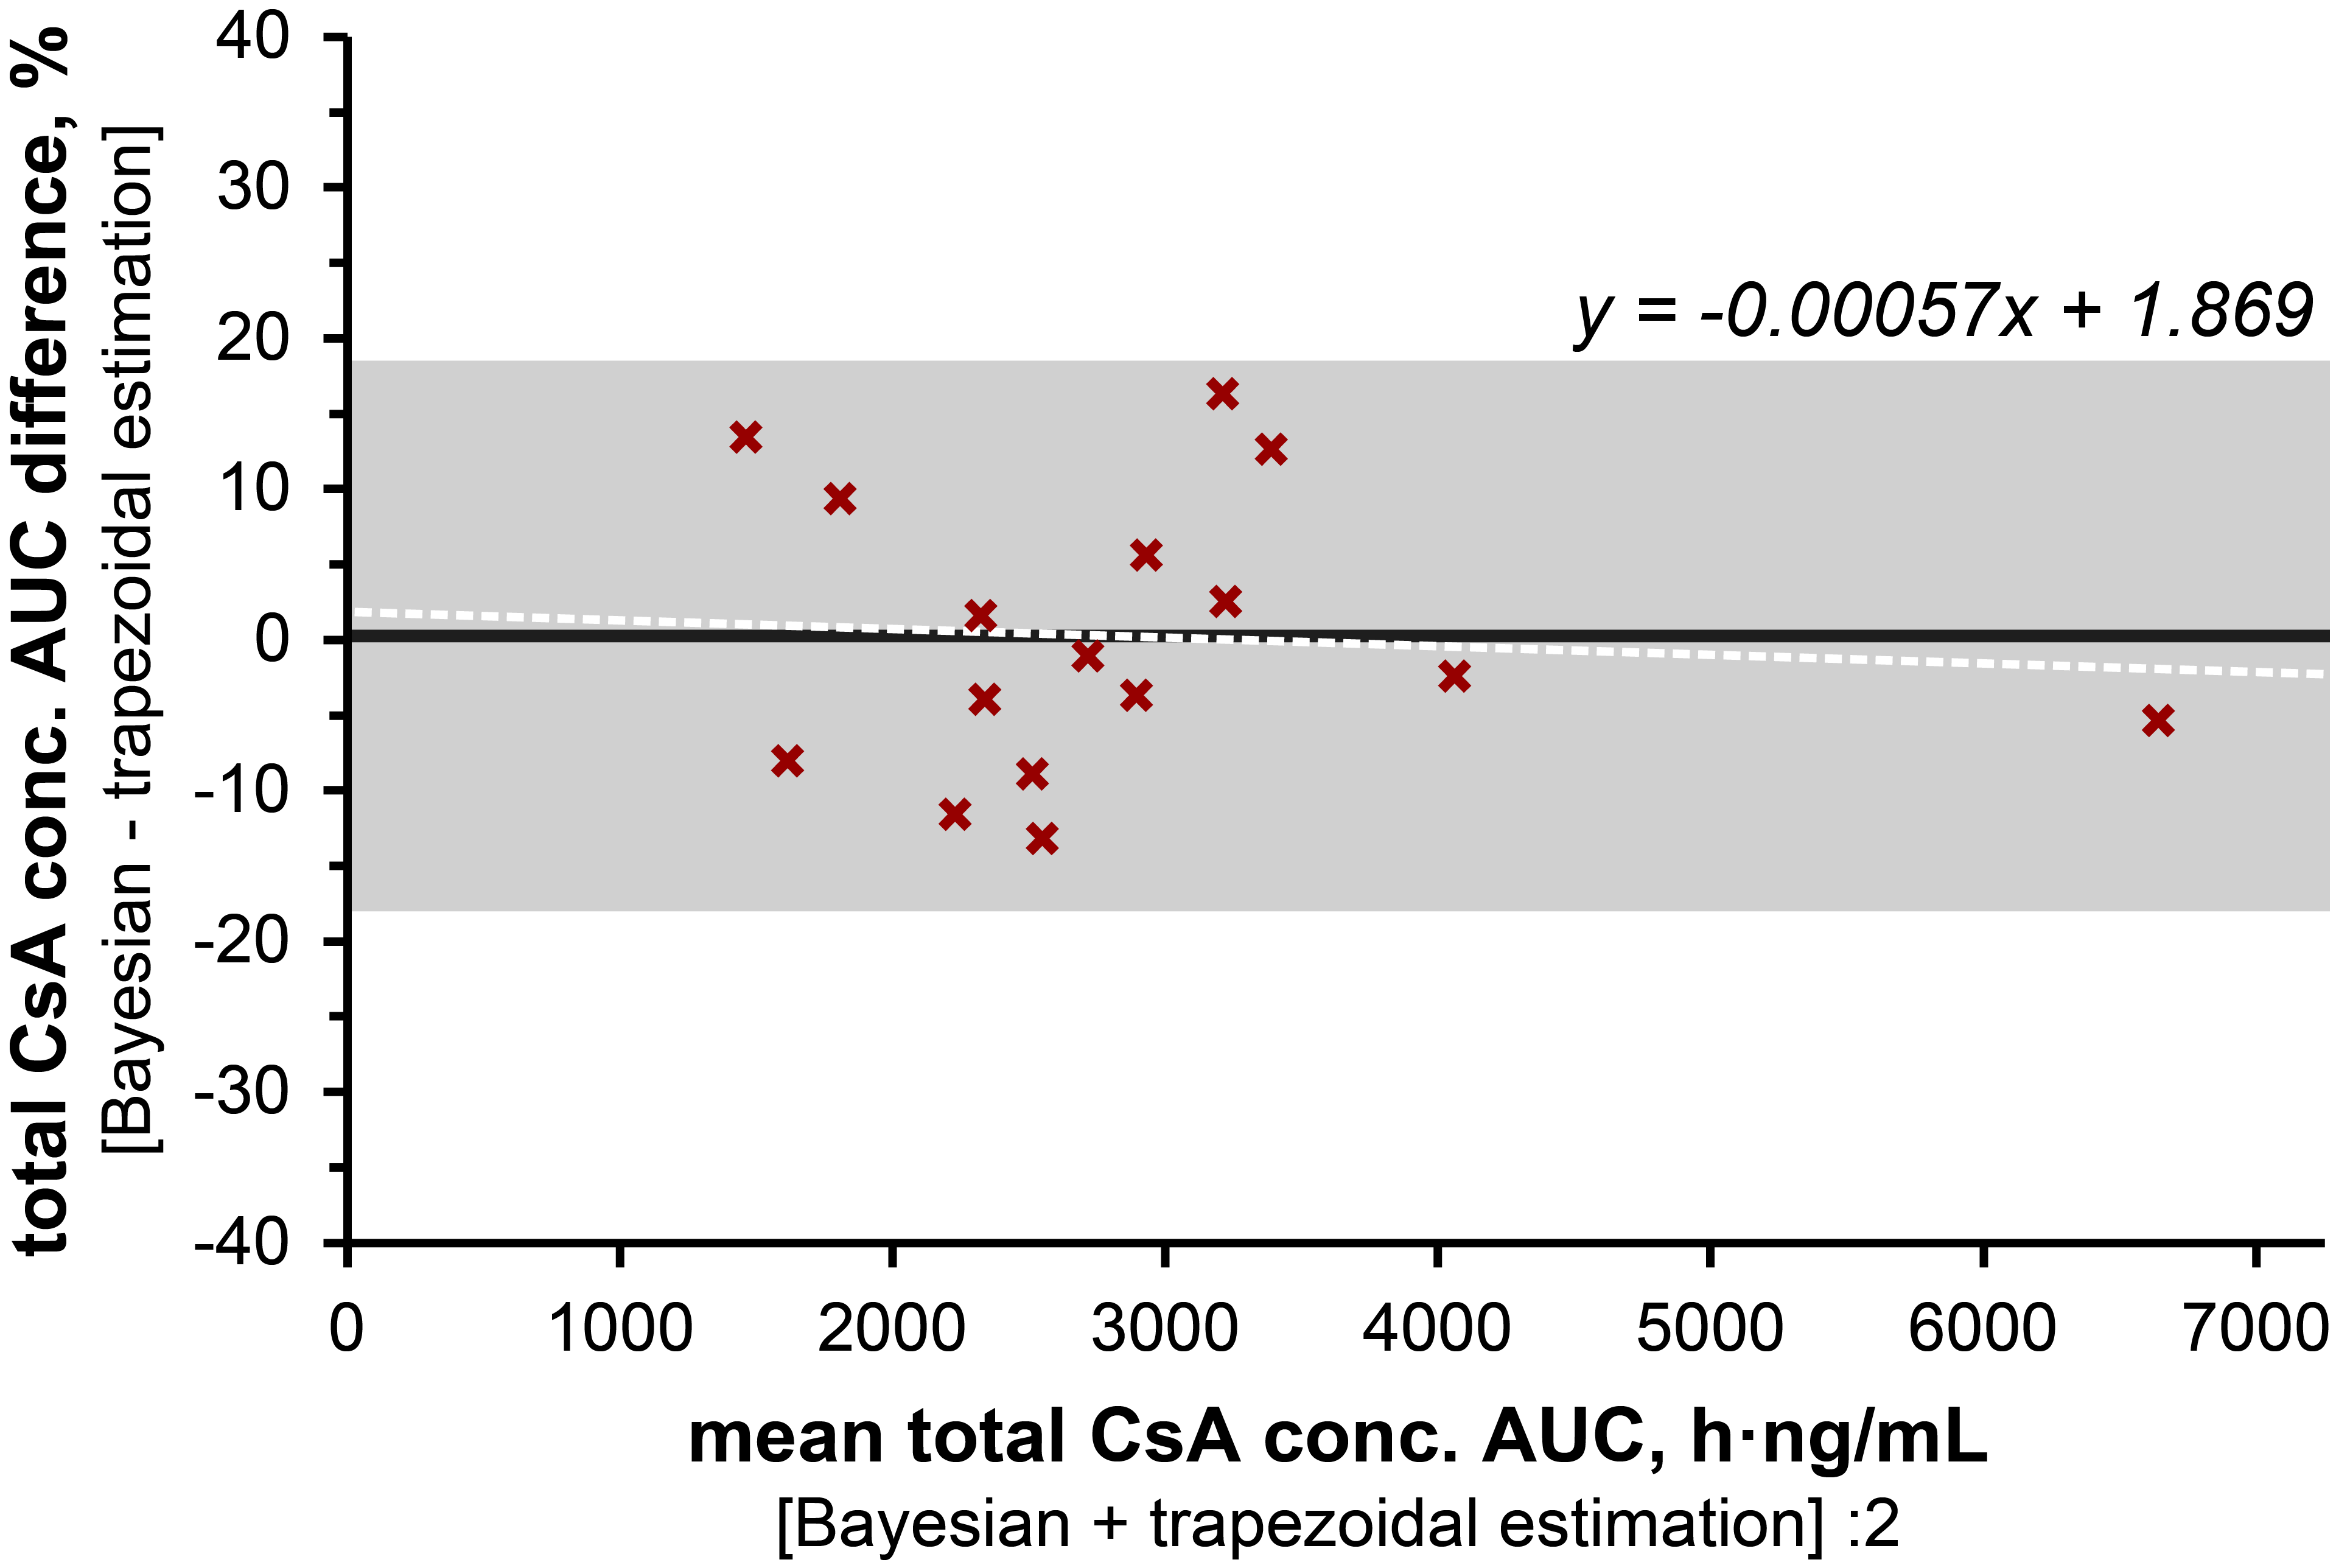 total CsA conc. AUC difference, %
[Bayesian - trapezoidal estimation]
40
30
20
10
0
-10
-20
-30
-40
y = -0.00057x + 1.869
0 1000 2000 3000 4000 5000 6000 7000
mean total CsA conc. AUC, h·ng/mL
[Bayesian + trapezoidal estimation] :2